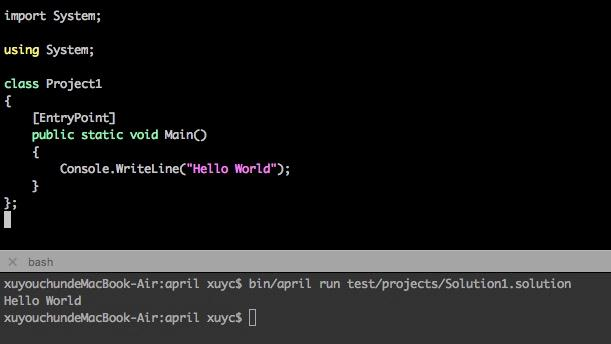 import System;
using System;
class Project1
{
[EntryPoint]
public static void Main()
{
Console.WriteLine("Hello World");
}
};
× bash
xuyouchundeMacBook-Air:april xuyc$ bin/april run test/projects/Solution1.solution
Hello World
xuyouchundeMacBook-Air:april xuyc$